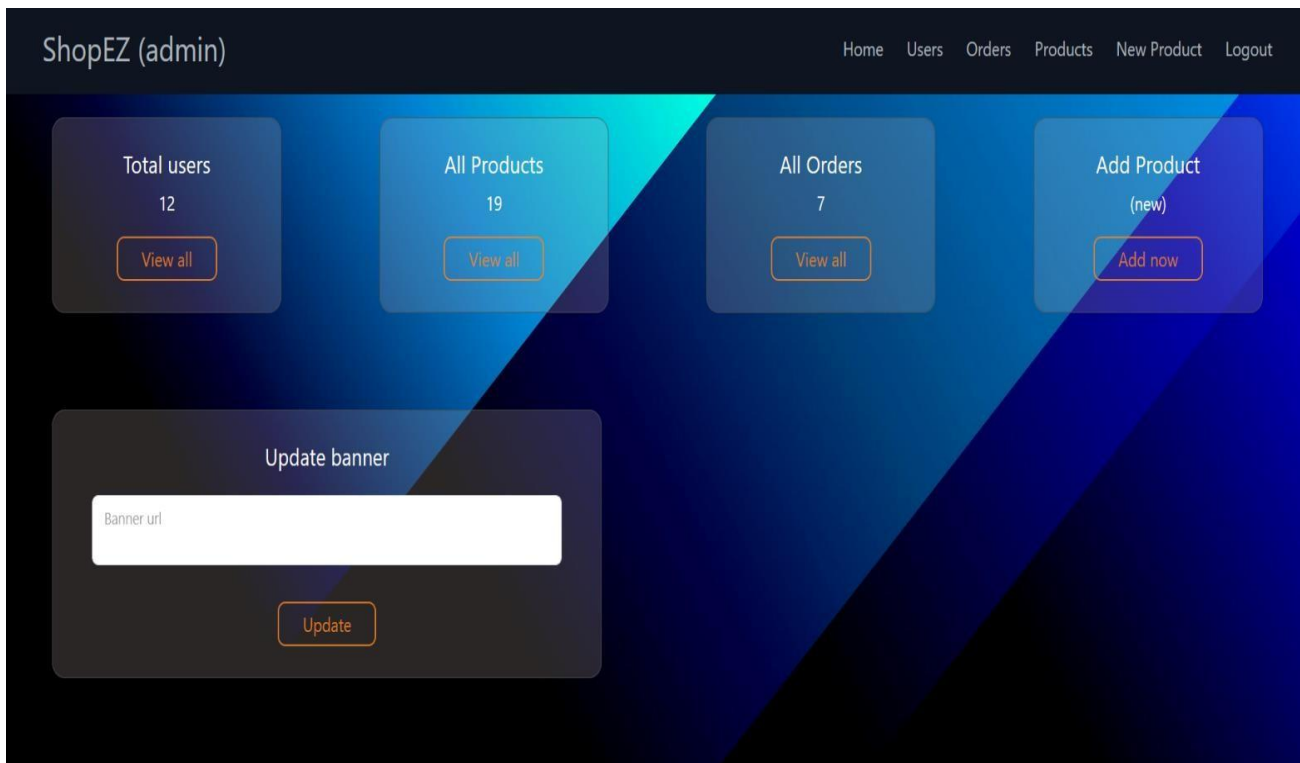 ShopEZ (admin)
Home Users Orders Products New Product Logout
Total users
12
View all
All Products
19
View all
All Orders
7
View all
Add Product
(new)
Add now
Update banner
Banner url
Update